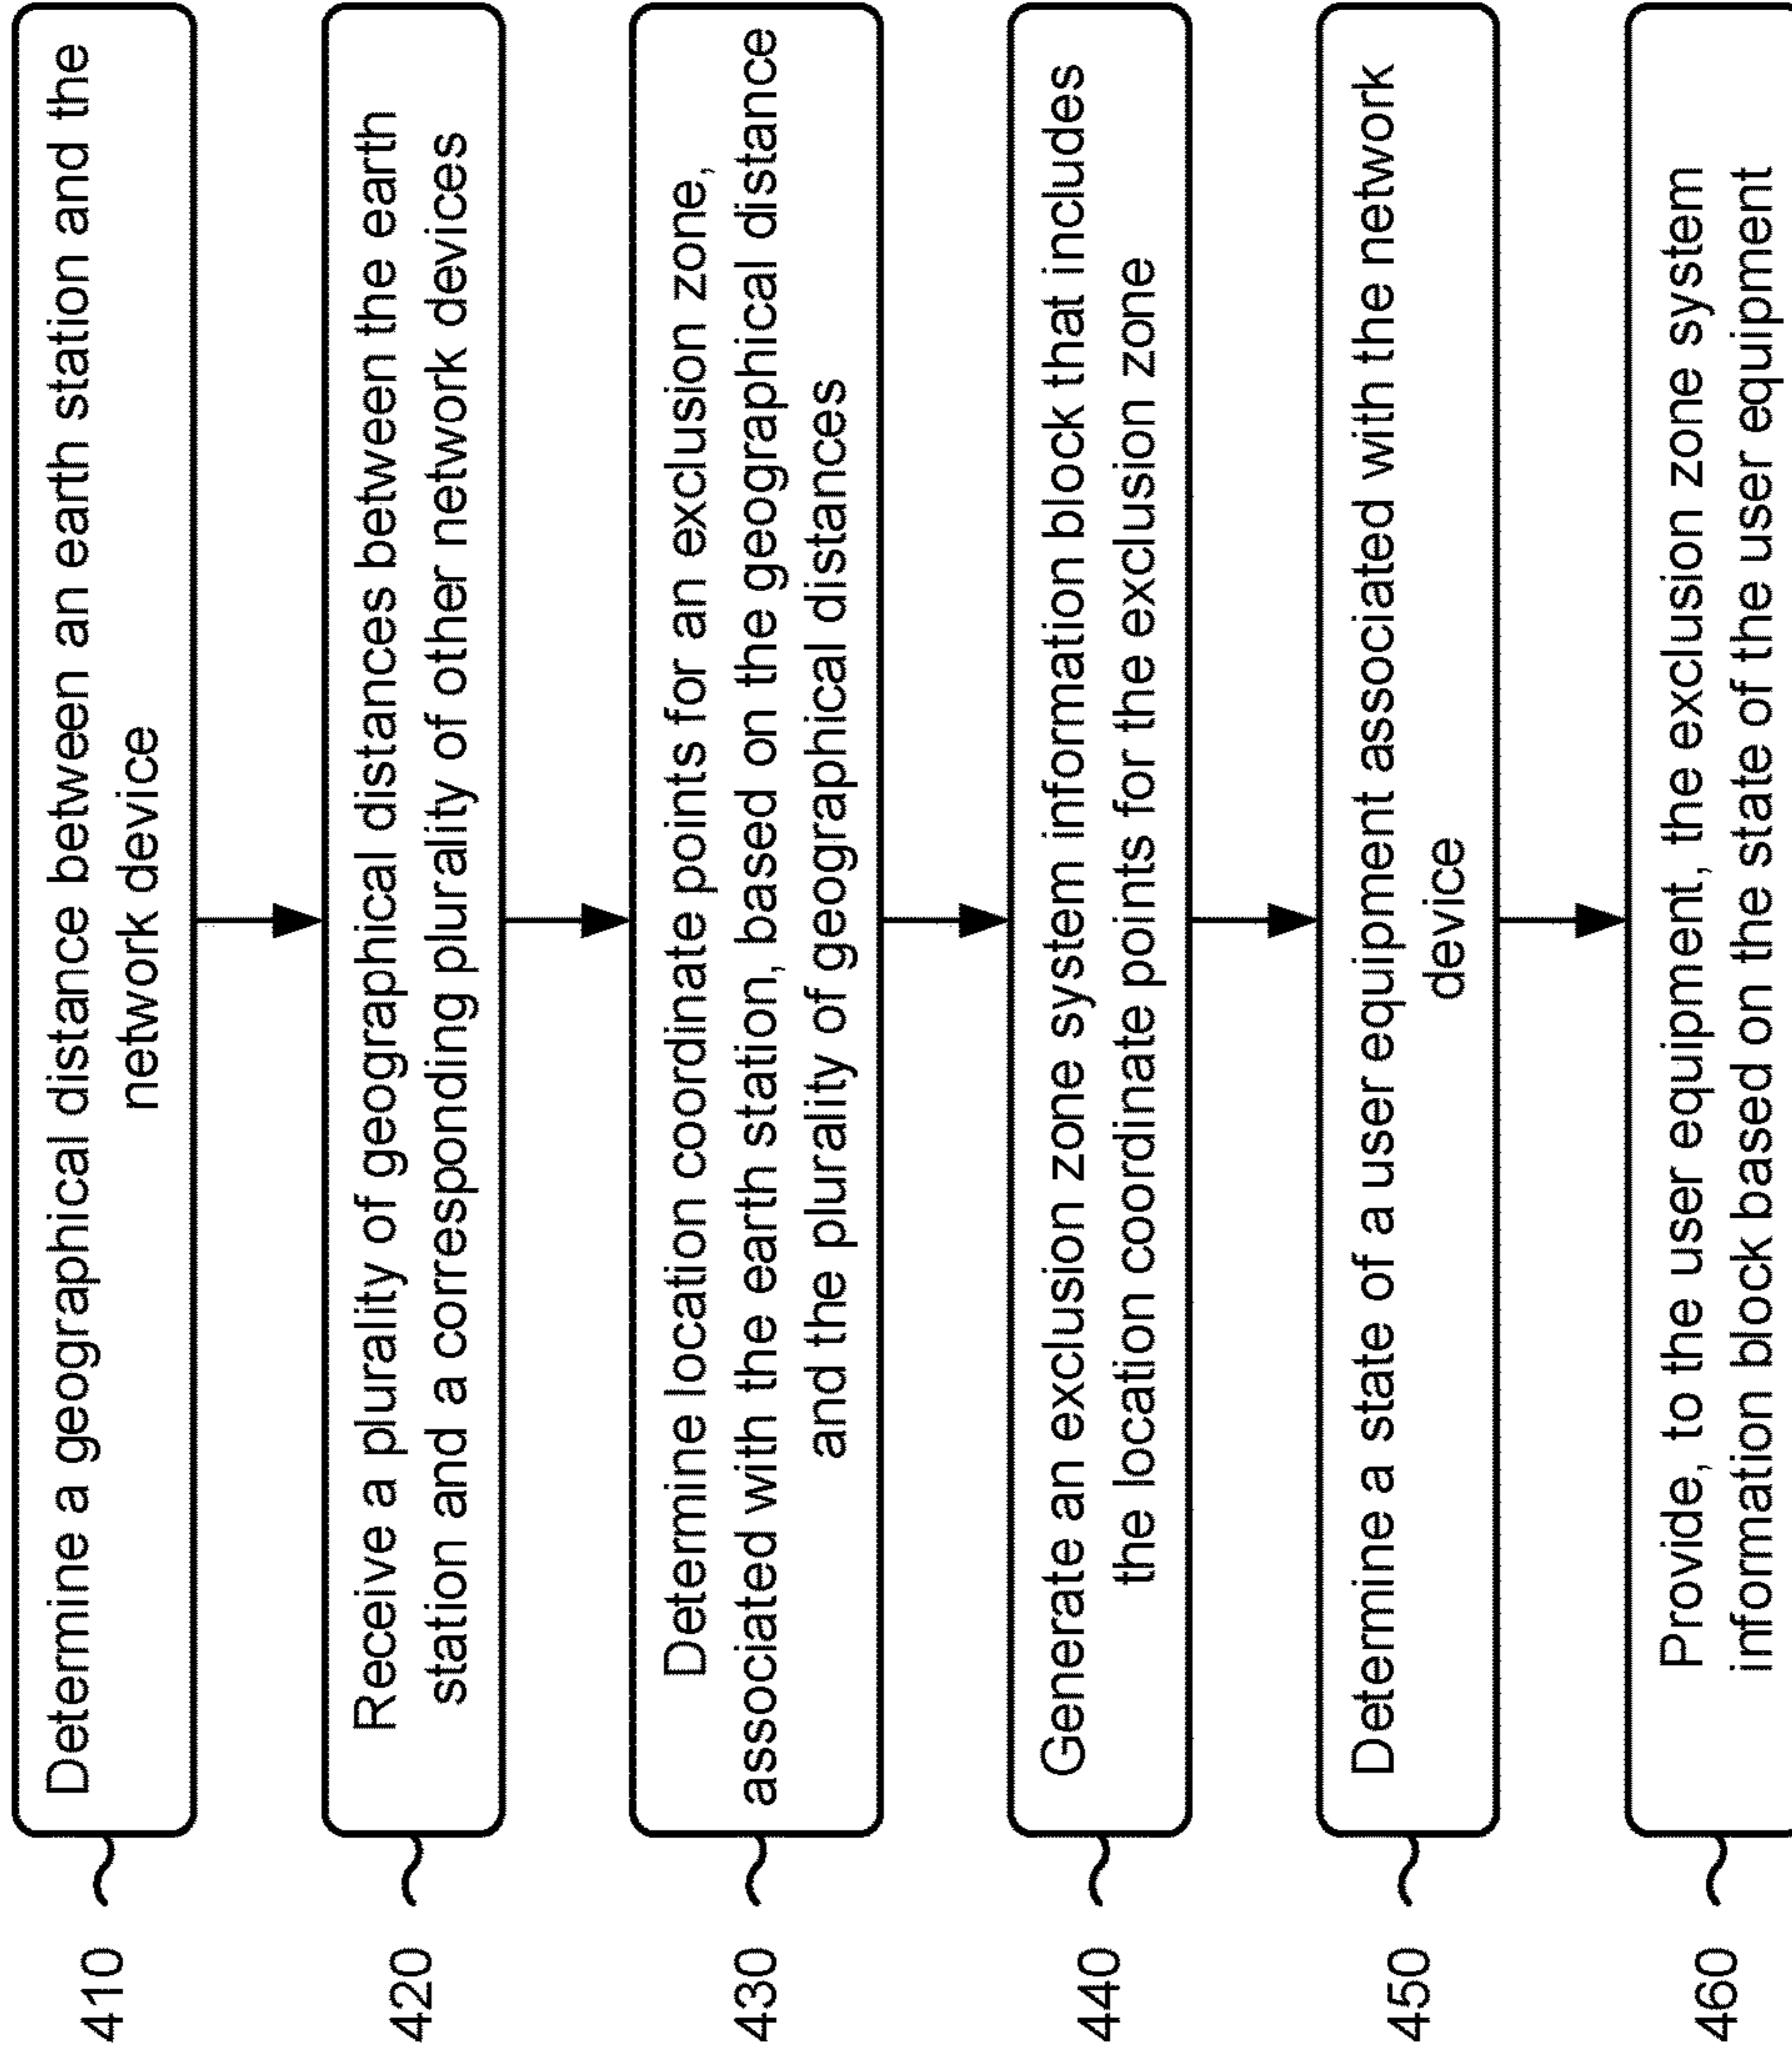 410
Determine a geographical distance between an earth station and the
network device
420
Receive a plurality of geographical distances between the earth
station and a corresponding plurality of other network devices
430
Determine location coordinate points for an exclusion zone,
associated with the earth station, based on the geographical distance
and the plurality of geographical distances
440
Generate an exclusion zone system information block that includes
the location coordinate points for the exclusion zone
450
Determine a state of a user equipment associated with the network
device
460
Provide, to the user equipment, the exclusion zone system
information block based on the state of the user equipment